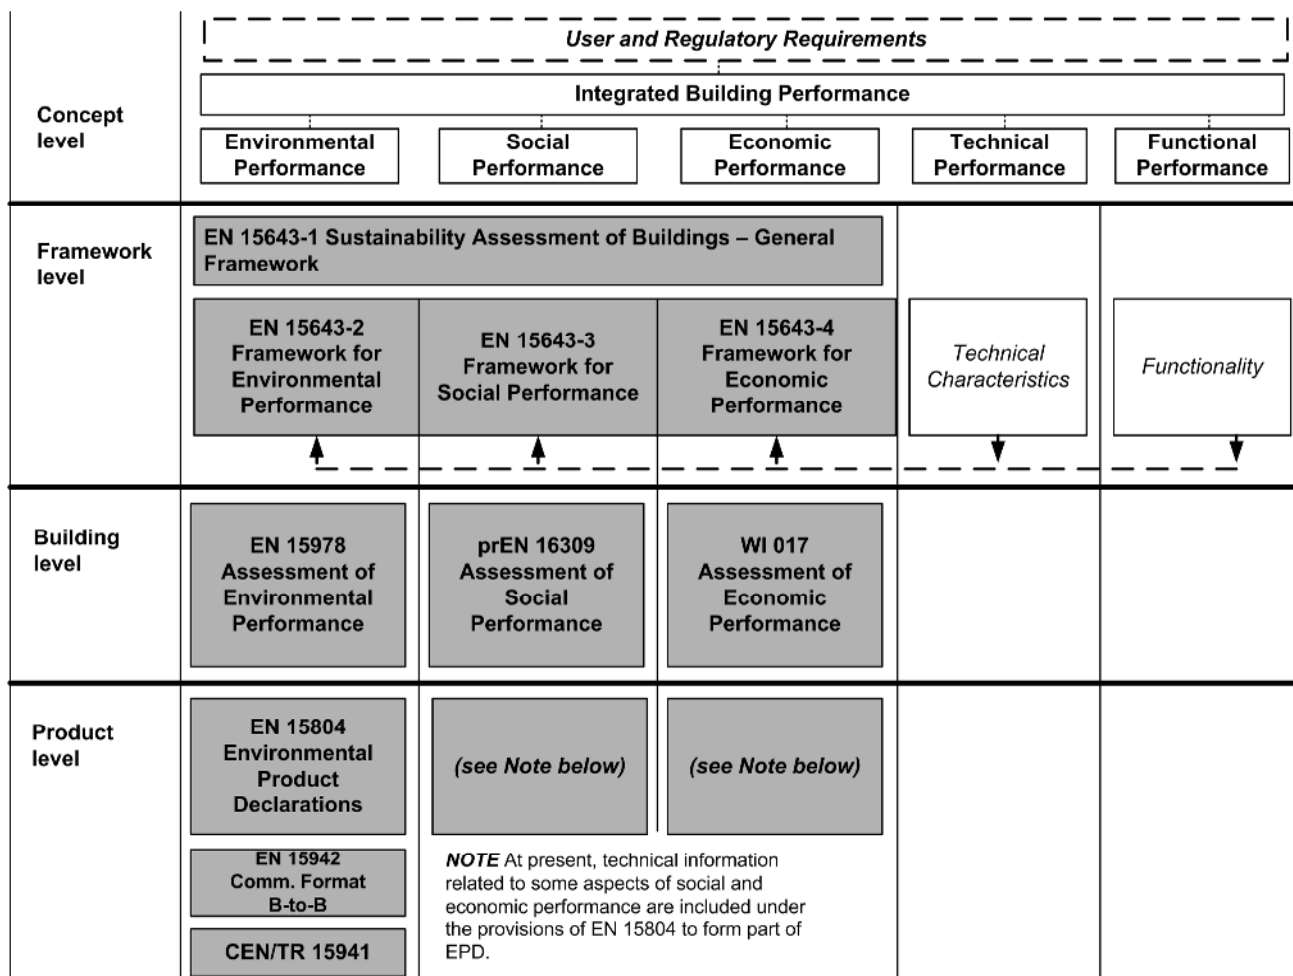 User and Regulatory Requirements
Integrated Building Performance
Concept
level
Environmental
Performance
Social
Performance
Economic
Performance
Technical
Performance
Functional
Performance
Framework
level
EN 15643-1 Sustainability Assessment of Buildings – General
Framework
EN 15643-2
Framework for
Environmental
Performance
EN 15643-3
Framework for
Social Performance
EN 15643-4
Framework for
Economic
Performance
Technical
Characteristics
Functionality
Building
level
EN 15978
Assessment of
Environmental
Performance
prEN 16309
Assessment of
Social
Performance
WI 017
Assessment of
Economic
Performance
Product
level
EN 15804
Environmental
Product
Declarations
(see Note below)
(see Note below)
EN 15942
Comm. Format
B-to-B
CEN/TR 15941
NOTE At present, technical information
related to some aspects of social and
economic performance are included under
the provisions of EN 15804 to form part of
EPD.